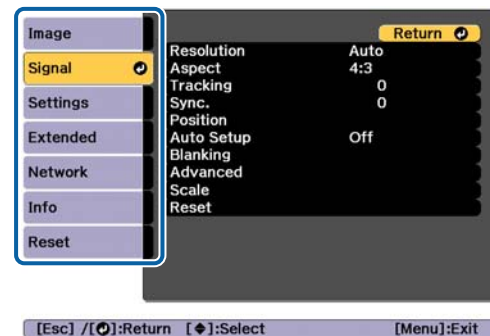 Image
Signal
Settings
Extended
Network
Info
Reset
Return
Resolution Auto
Aspect 4:3
Tracking 0
Sync. 0
Position
Auto Setup Off
Blanking
Advanced
Scale
Reset
[Esc] /[↵]:Return [◆]:Select [Menu]:Exit